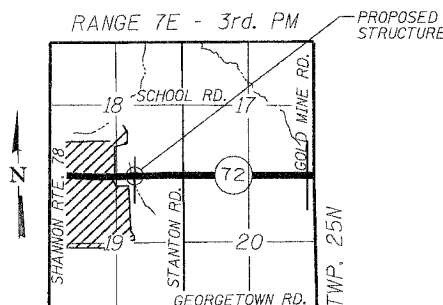 RANGE 7E - 3rd. PM
PROPOSED
STRUCTURE
18
SCHOOL RD.
17
GOLD MINE RD.
N
SHANNON RTE. 78
72
STANTON RD.
19
20
GEORGETOWN RD.
TWP. 25N